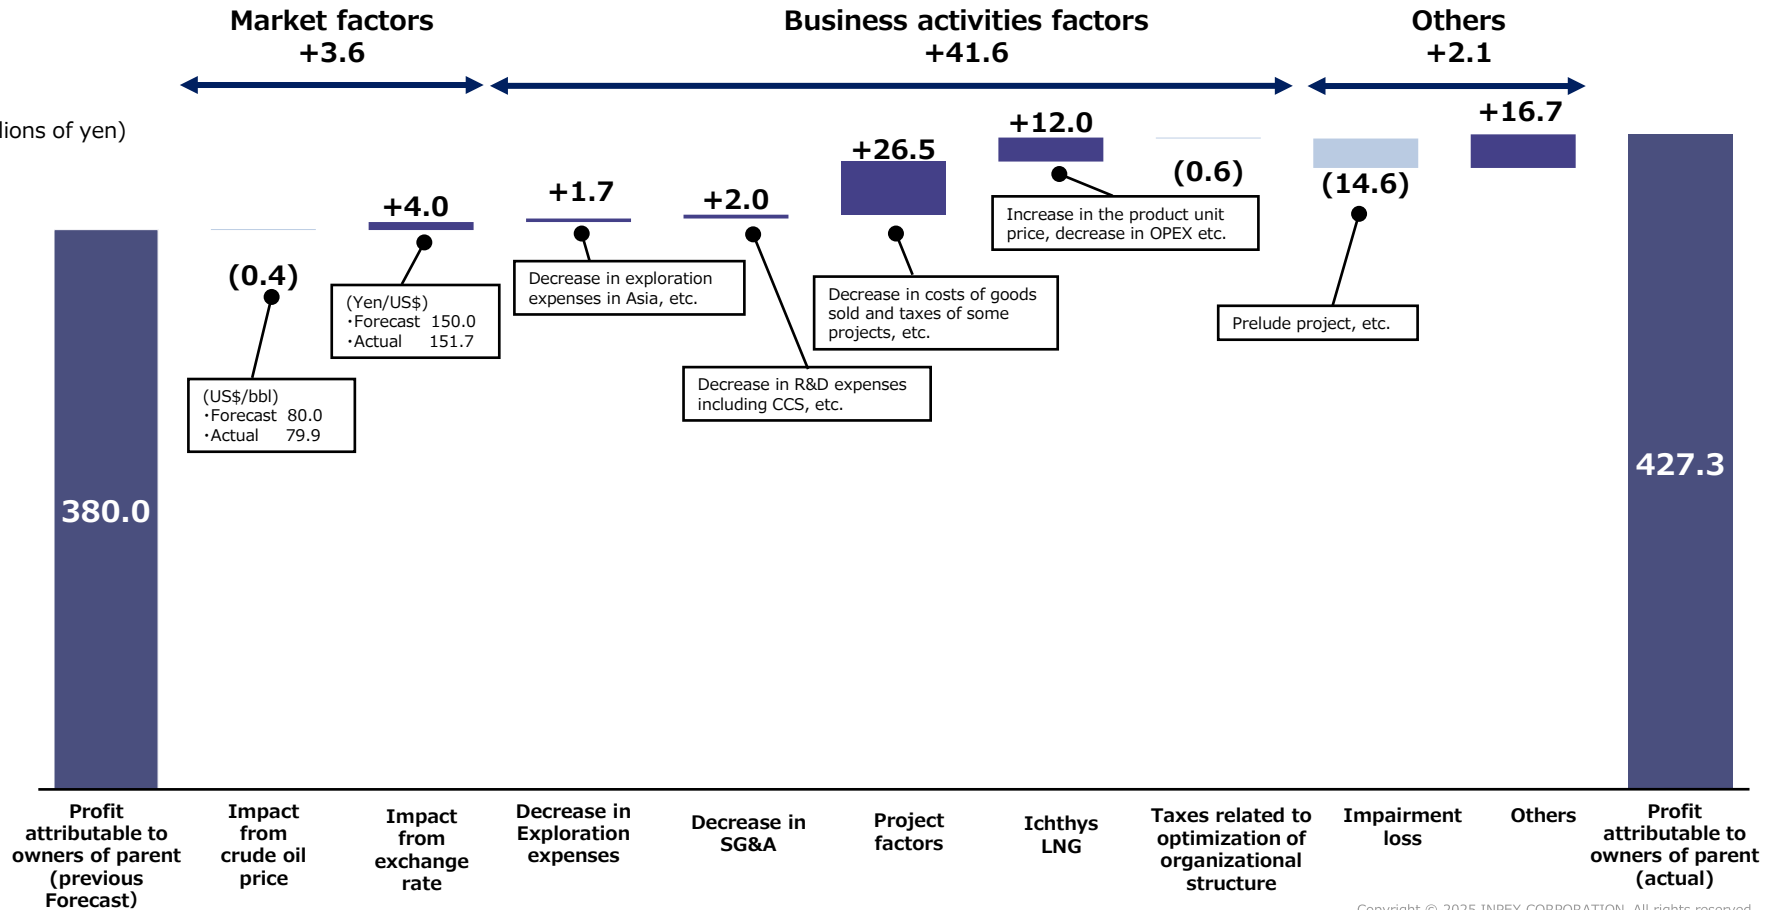 Market factors
+3.6
Business activities factors
+41.6
Others
+2.1
lions of yen)
380.0
(0.4)
(US$/bbl)
・Forecast 80.0
・Actual 79.9
+4.0
(Yen/US$)
・Forecast 150.0
・Actual 151.7
+1.7
Decrease in exploration
expenses in Asia, etc.
+2.0
Decrease in R&D expenses
including CCS, etc.
+26.5
Decrease in costs of goods
sold and taxes of some
projects, etc.
+12.0
Increase in the product unit
price, decrease in OPEX etc.
(0.6)
(14.6)
Prelude project, etc.
+16.7
427.3
Profit
attributable to
owners of parent
(previous
Forecast)
Impact
from
crude oil
price
Impact
from
exchange
rate
Decrease in
Exploration
expenses
Decrease in
SG&A
Project
factors
Ichthys
LNG
Taxes related to
optimization of
organizational
structure
Impairment
loss
Others
Profit
attributable to
owners of parent
(actual)
Copyright © 2025 INPEX CORPORATION. All rights reserved.